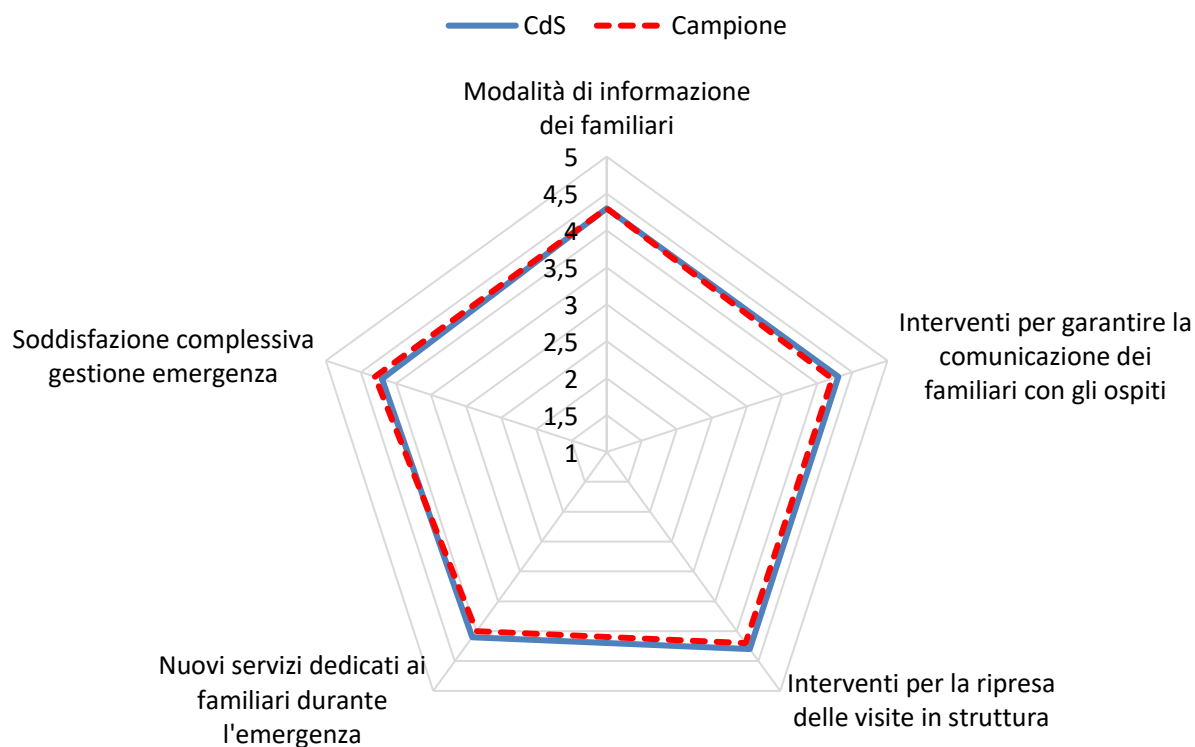 CdS Campione
Modalità di informazione
dei familiari
5
4,5
4
3,5
3
2,5
2
1,5
1
Interventi per garantire la
comunicazione dei
familiari con gli ospiti
Interventi per la ripresa
delle visite in struttura
Nuovi servizi dedicati ai
familiari durante
l'emergenza
Soddisfazione complessiva
gestione emergenza